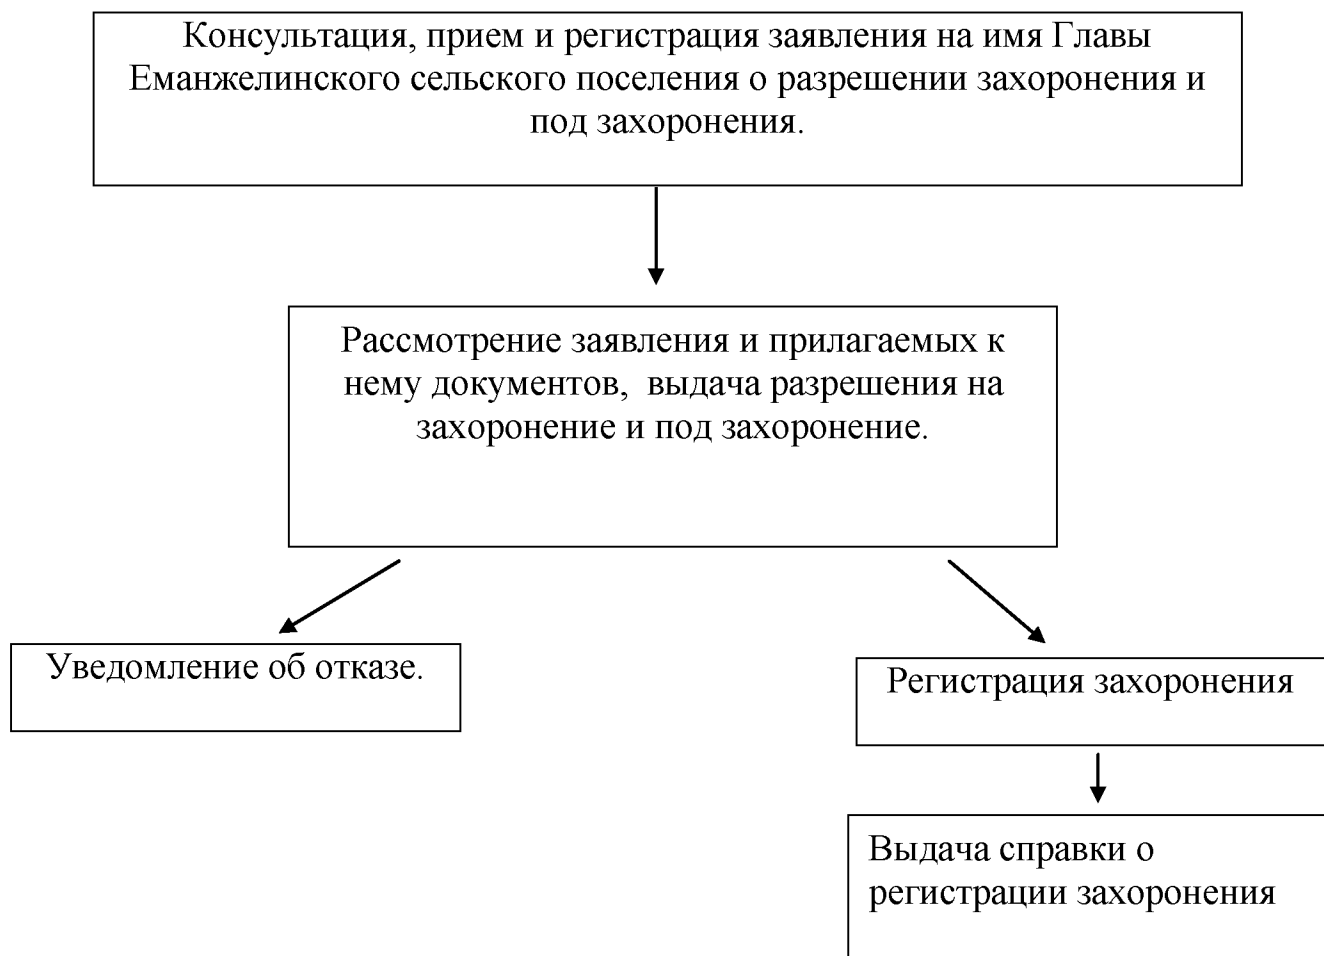 Консультация, прием и регистрация заявления на имя Главы
Еманжелинского сельского поселения о разрешении захоронения и
под захоронения.
Рассмотрение заявления и прилагаемых к
нему документов,  выдача разрешения на
захоронение и под захоронение.
Уведомление об отказе.
Регистрация захоронения
Выдача справки о
регистрации захоронения